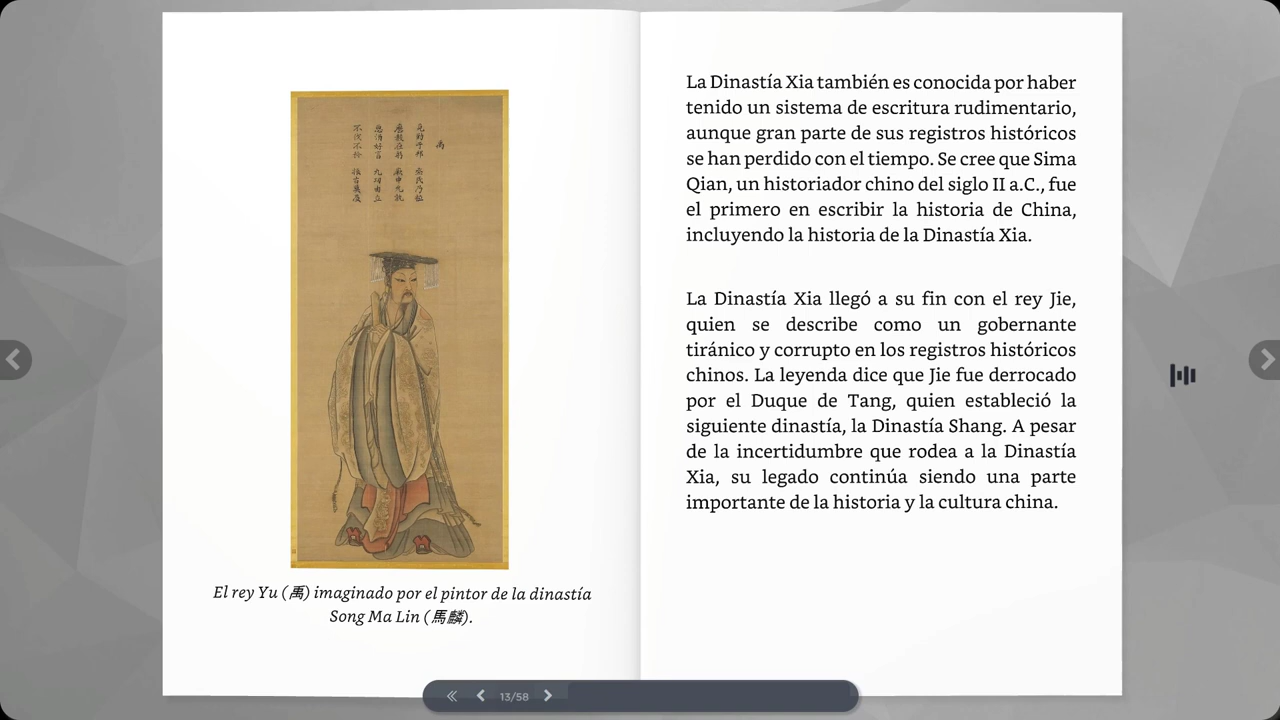 禹
El rey Yu (禹) imaginado por el pintor de la dinastía
Song Ma Lin (馬麟).
La Dinastía Xia también es conocida por haber
tenido un sistema de escritura rudimentario,
aunque gran parte de sus registros históricos
se han perdido con el tiempo. Se cree que Sima
Qian, un historiador chino del siglo II a.C., fue
el primero en escribir la historia de China,
incluyendo la historia de la Dinastía Xia.
La Dinastía Xia llegó a su fin con el rey Jie,
quien se describe como un gobernante
tiránico y corrupto en los registros históricos
chinos. La leyenda dice que Jie fue derrocado
por el Duque de Tang, quien estableció la
siguiente dinastía, la Dinastía Shang. A pesar
de la incertidumbre que rodea a la Dinastía
Xia, su legado continúa siendo una parte
importante de la historia y la cultura china.
13/58